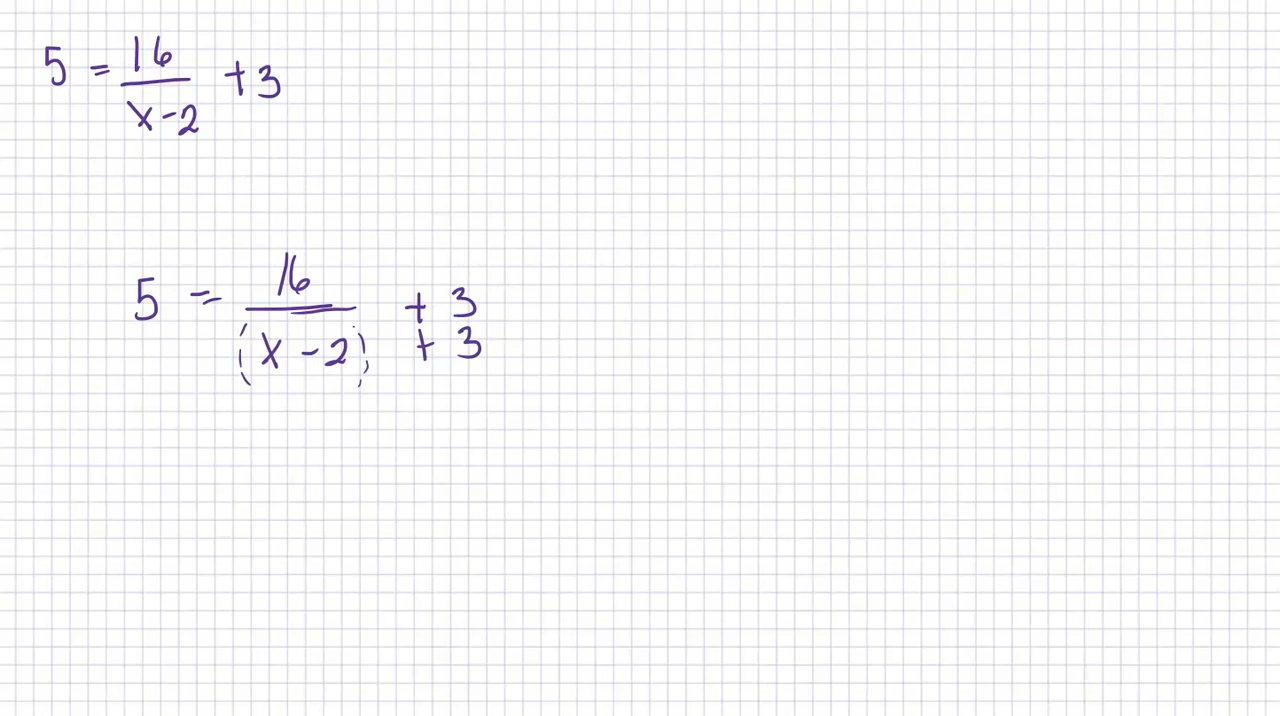 5 = 16/(x-2) + 3
5 = 16/(x - 2) + 3
+ 3